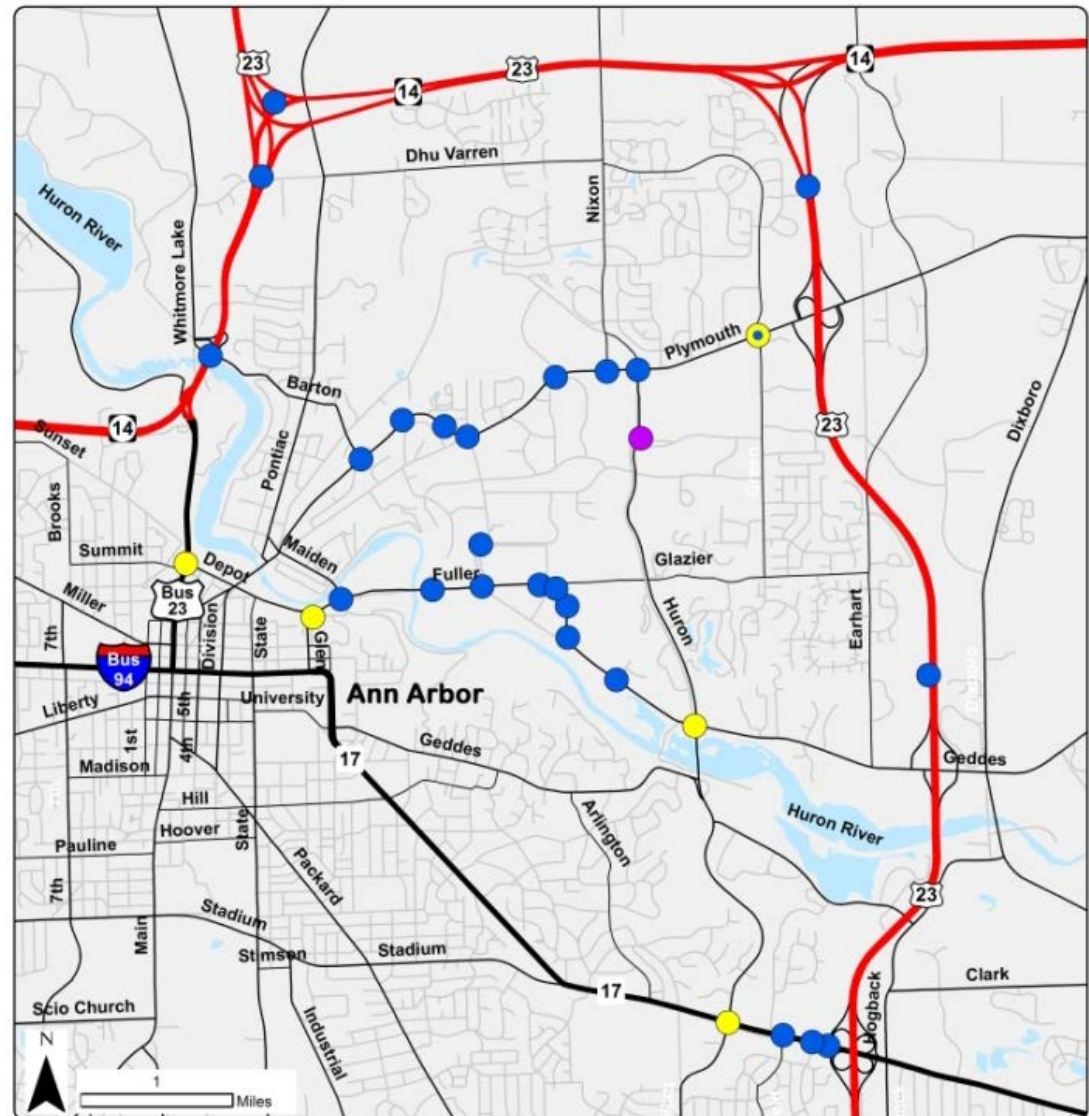 23
14
23
14
Dhu Varren
Huron River
Whitmore Lake
Nixon
Plymouth
Barton
Dixboro
14
23
Sunset
Pontiac
Brooks
Summit
Depot
Maiden
Glazier
Fuller
Miller
Bus
23
Division
State
Glen
Huron
Earhart
7th
Bus
94
Ann Arbor
University
Liberty
5th
1st
4th
Geddes
Geddes
Madison
17
Hill
Huron River
Hoover
State
Arlington
Pauline
Packard
7th
23
Stadium
Main
Stimson
Stadium
Clark
17
Hogback
Scio Church
Industrial
N
1
Miles